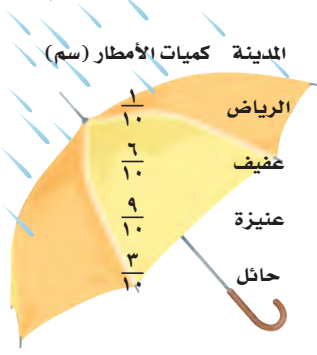 المدينة كميات الأمطار (سم)
الرياض ١/١٠
عفيف ٦/١٠
عنيزة ٩/١٠
حائل ٣/١٠